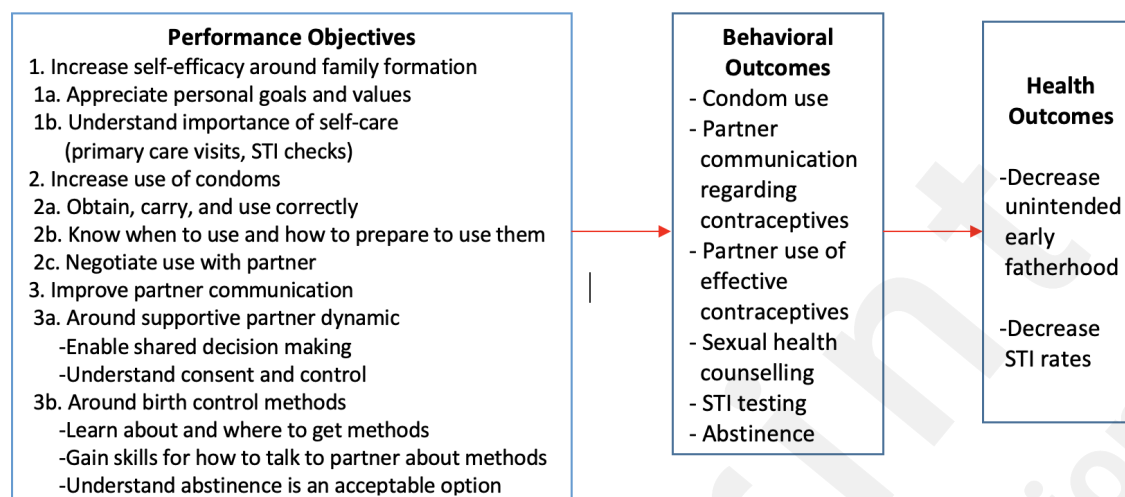 Performance Objectives
1. Increase self-efficacy around family formation
1a. Appreciate personal goals and values
1b. Understand importance of self-care
(primary care visits, STI checks)
2. Increase use of condoms
2a. Obtain, carry, and use correctly
2b. Know when to use and how to prepare to use them
2c. Negotiate use with partner
3. Improve partner communication
3a. Around supportive partner dynamic
-Enable shared decision making
-Understand consent and control
3b. Around birth control methods
-Learn about and where to get methods
-Gain skills for how to talk to partner about methods
-Understand abstinence is an acceptable option
Behavioral
Outcomes
- Condom use
- Partner
communication
regarding
contraceptives
- Partner use of
effective
contraceptives
- Sexual health
counselling
- STI testing
- Abstinence
Health
Outcomes
-Decrease
unintended
early
fatherhood
-Decrease
STI rates